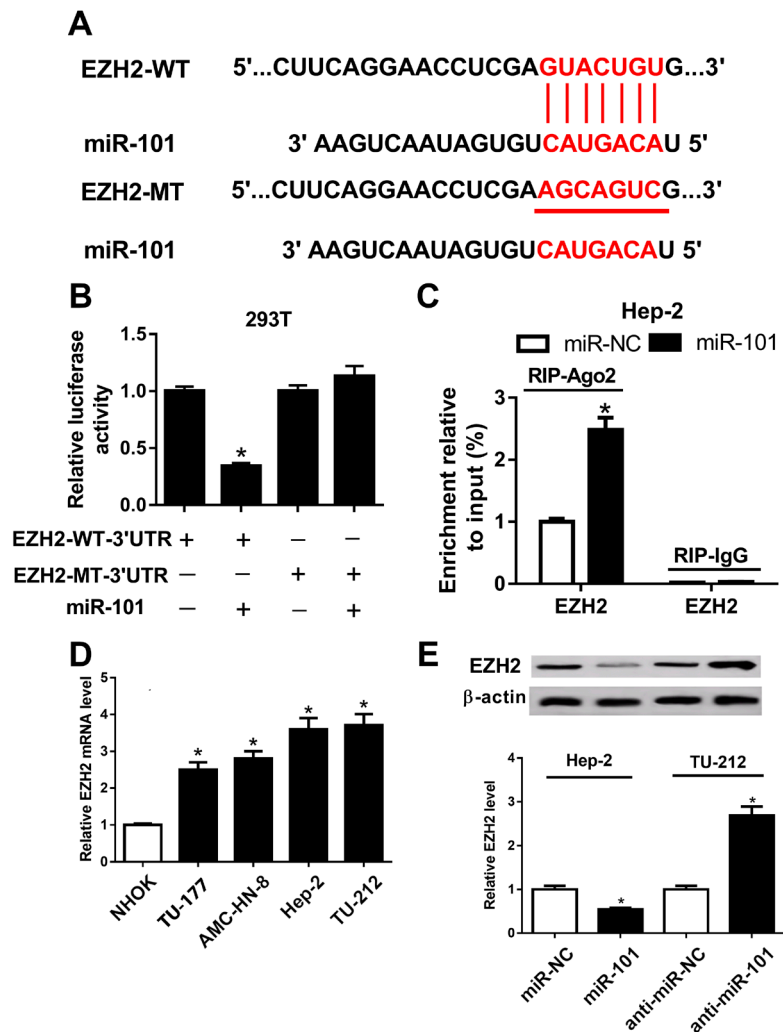 A
EZH2-WT 5'...CUUCAGGAACCUCGAGUACUGUG...3'
miR-101 3' AAGUCAAUAGUGUCAUGACAU 5'
EZH2-MT 5'...CUUCAGGAACCUCGAAGCAGUCG...3'
miR-101 3' AAGUCAAUAGUGUCAUGACAU 5'
B
293T
Relative luciferase
activity
1.5
1.0
0.5
0.0
*
EZH2-WT-3'UTR + + – –
EZH2-MT-3'UTR – – + +
miR-101 – + – +
C
Hep-2
miR-NC miR-101
RIP-Ago2
Enrichment relative
to input (%)
3
2
1
0
*
RIP-IgG
EZH2 EZH2
D
Relative EZH2 mRNA level
5
4
3
2
1
0
* * * *
NHOK TU-177 AMC-HN-8 Hep-2 TU-212
E
EZH2
β-actin
Relative EZH2 level
4
3
2
1
0
Hep-2 TU-212
* *
miR-NC miR-101 anti-miR-NC anti-miR-101